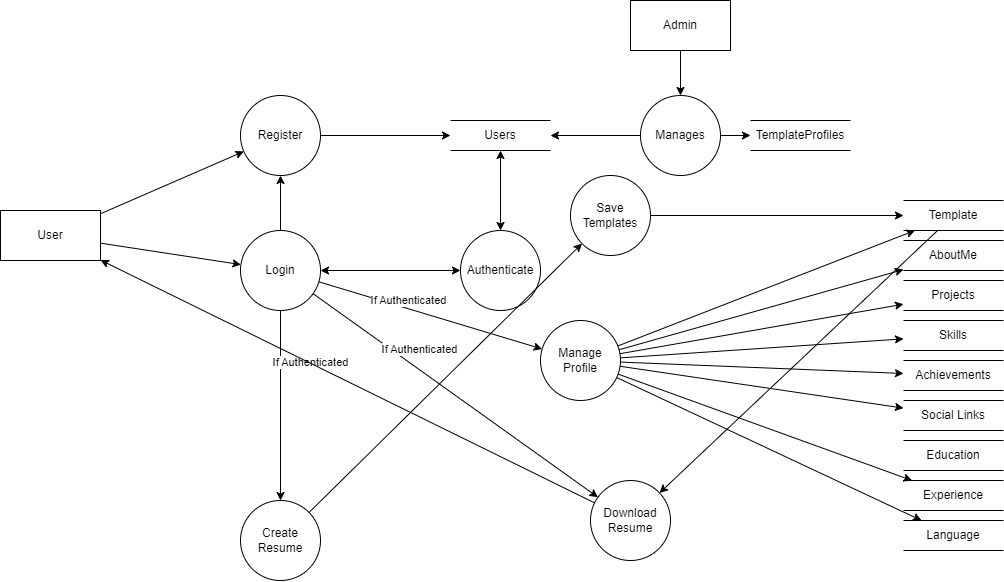 Admin
Register
Users
Manages
TemplateProfiles
Save
Templates
Template
User
Login
Authenticate
AboutMe
If Authenticated
Projects
Skills
If Authenticated
Manage
Profile
If Authenticated
Achievements
Social Links
Education
Experience
Download
Resume
Create
Resume
Language